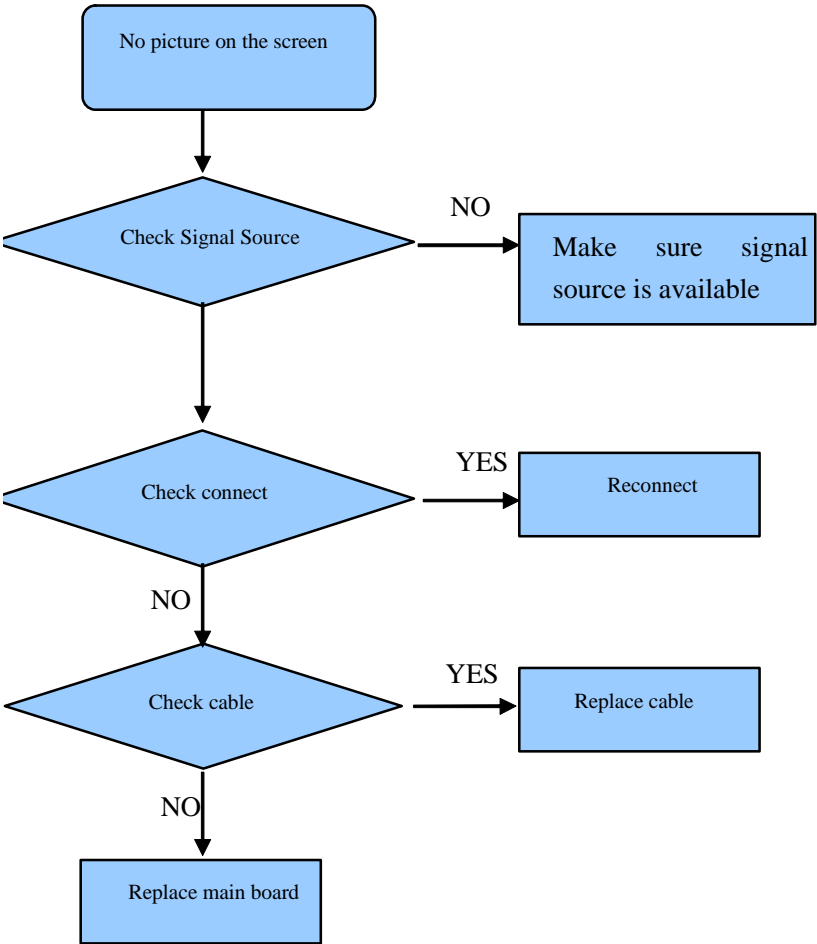 No picture on the screen
Check Signal Source
NO
Make sure signal
source is available
Check connect
YES
Reconnect
NO
Check cable
YES
Replace cable
NO
Replace main board